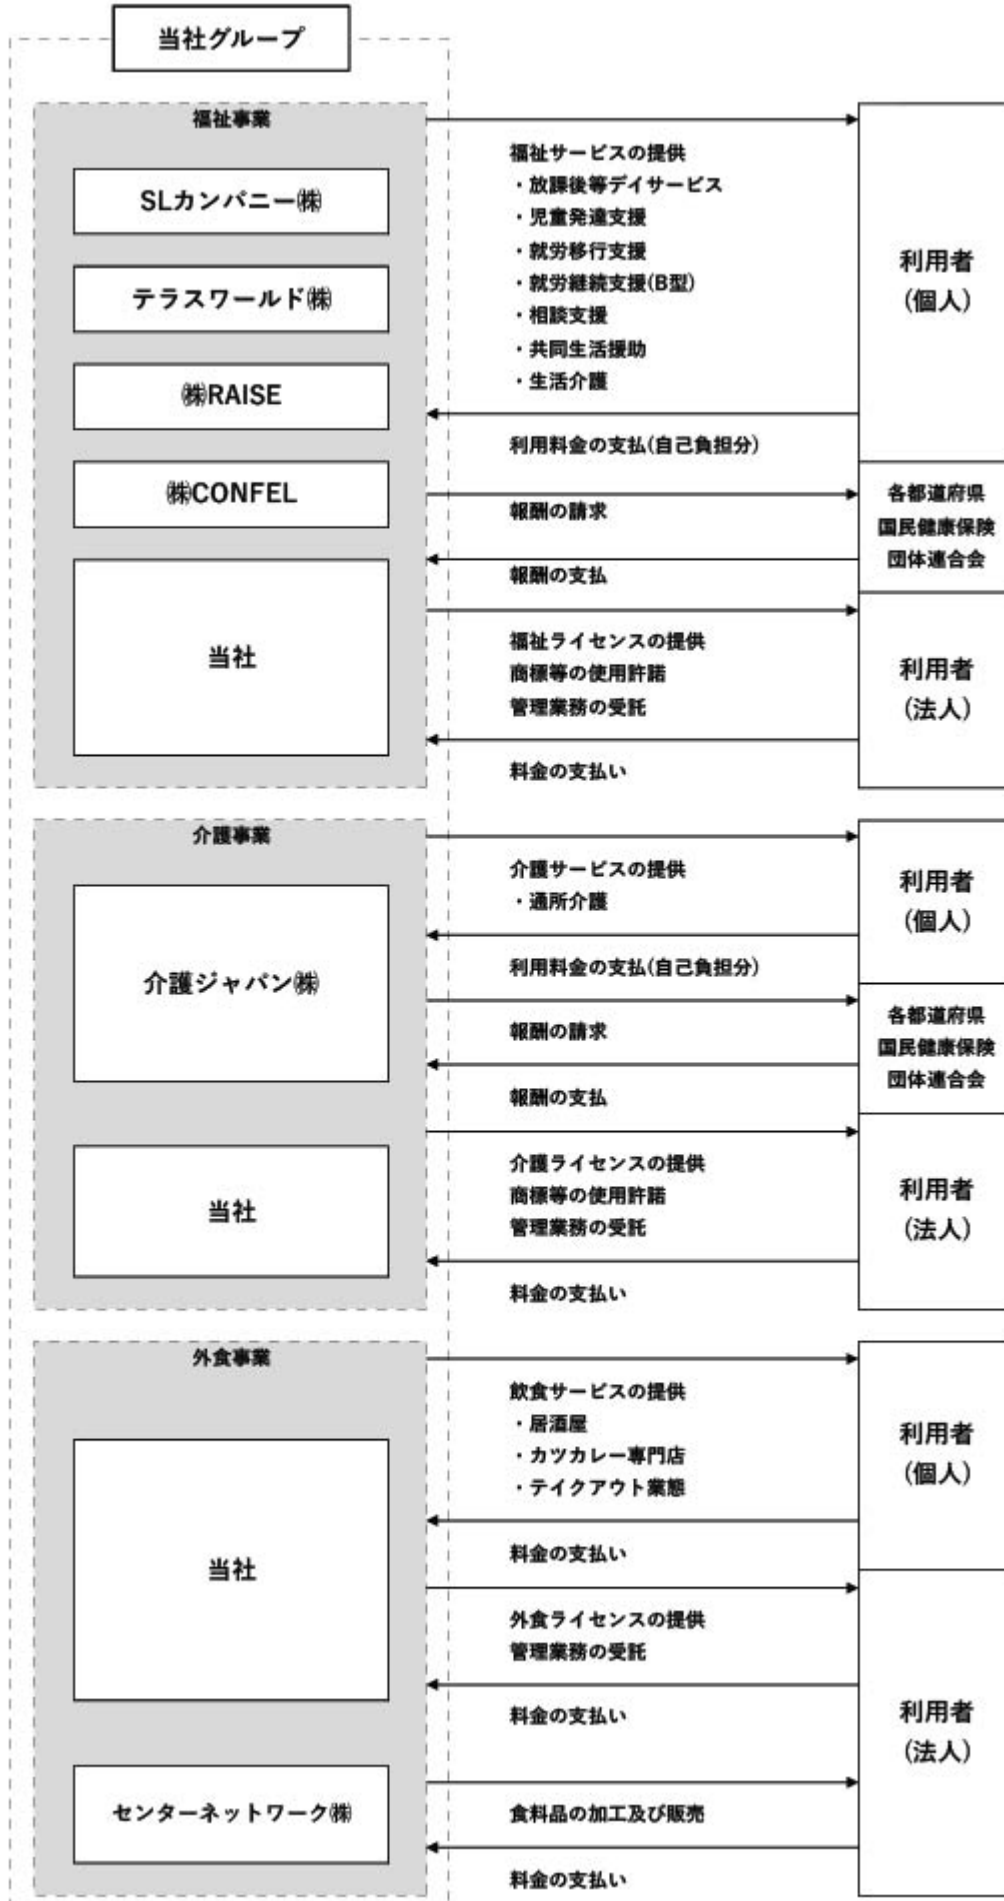 当社グループ
福祉事業
SLカンパニー㈱
テラスワールド㈱
㈱RAISE
㈱CONFEL
当社
福祉サービスの提供
・放課後等デイサービス
・児童発達支援
・就労移行支援
・就労継続支援(B型)
・相談支援
・共同生活援助
・生活介護
利用料金の支払(自己負担分)
報酬の請求
報酬の支払
福祉ライセンスの提供
商標等の使用許諾
管理業務の受託
料金の支払い
利用者
(個人)
各都道府県
国民健康保険
団体連合会
利用者
(法人)
介護事業
介護ジャパン㈱
当社
介護サービスの提供
・通所介護
利用料金の支払(自己負担分)
報酬の請求
報酬の支払
介護ライセンスの提供
商標等の使用許諾
管理業務の受託
料金の支払い
利用者
(個人)
各都道府県
国民健康保険
団体連合会
利用者
(法人)
外食事業
当社
センターネットワーク㈱
飲食サービスの提供
・居酒屋
・カツカレー専門店
・テイクアウト業態
料金の支払い
外食ライセンスの提供
管理業務の受託
料金の支払い
食料品の加工及び販売
料金の支払い
利用者
(個人)
利用者
(法人)